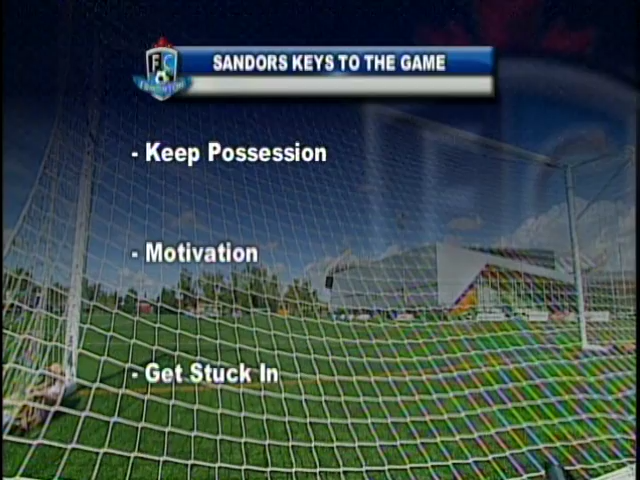 SANDORS KEYS TO THE GAME
FC
EDMONTON
- Keep Possession
- Motivation
- Get Stuck In